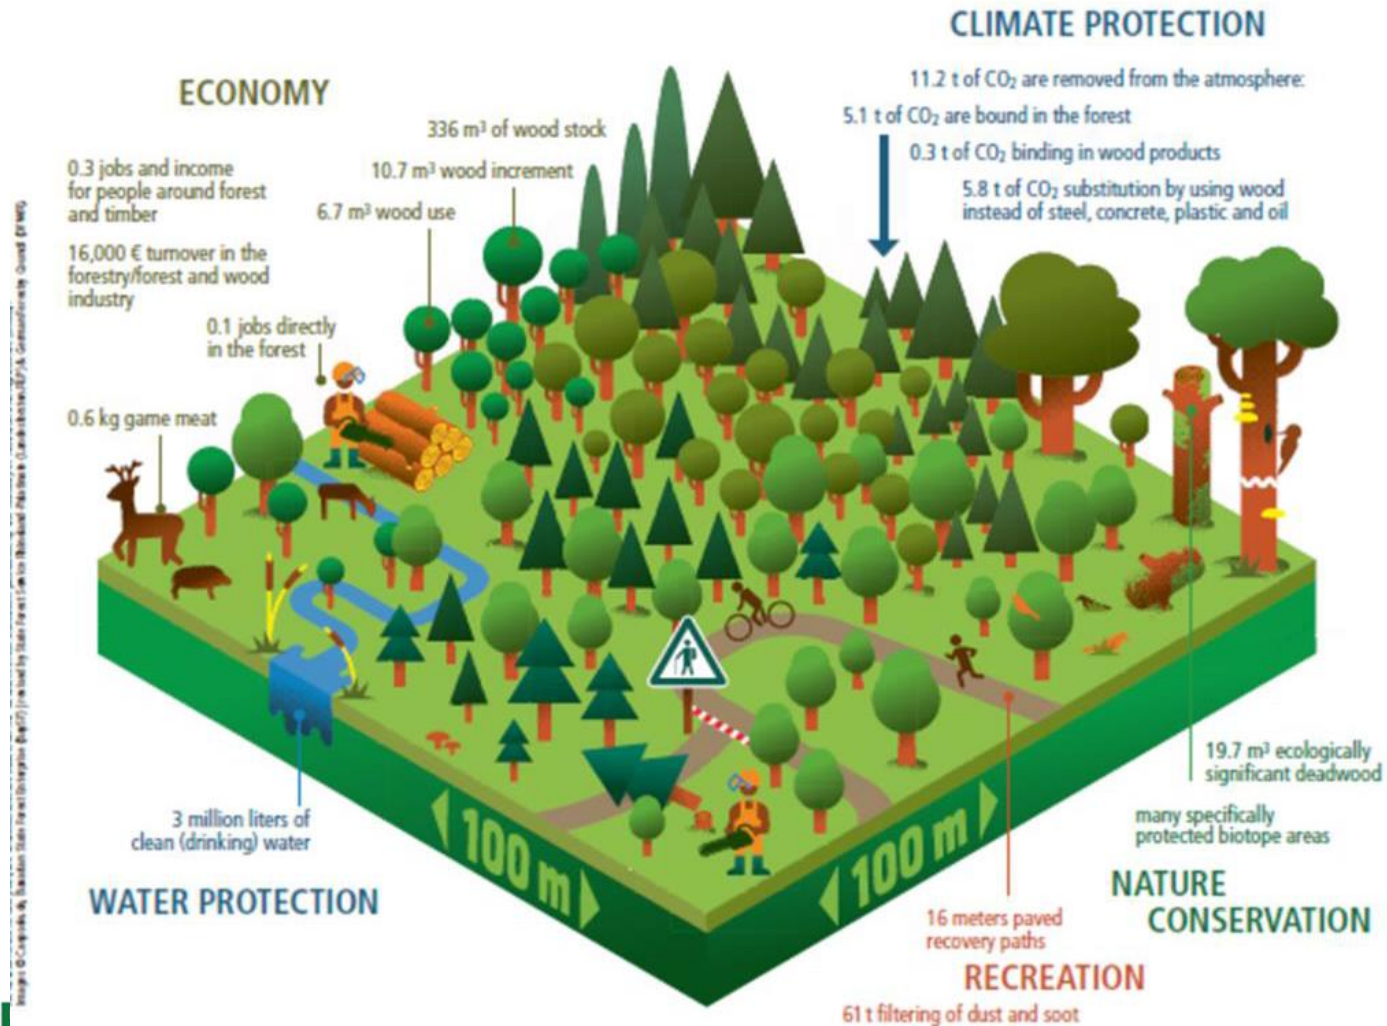 CLIMATE PROTECTION
11.2 t of CO₂ are removed from the atmosphere:
5.1 t of CO₂ are bound in the forest
0.3 t of CO₂ binding in wood products
5.8 t of CO₂ substitution by using wood
instead of steel, concrete, plastic and oil
ECONOMY
336 m³ of wood stock
10.7 m³ wood increment
6.7 m³ wood use
0.3 jobs and income
for people around forest
and timber
16,000 € turnover in the
forestry/forest and wood
industry
0.1 jobs directly
in the forest
0.6 kg game meat
3 million liters of
clean (drinking) water
WATER PROTECTION
100 m
100 m
19.7 m³ ecologically
significant deadwood
many specifically
protected biotope areas
NATURE
CONSERVATION
16 meters paved
recovery paths
RECREATION
61 t filtering of dust and soot